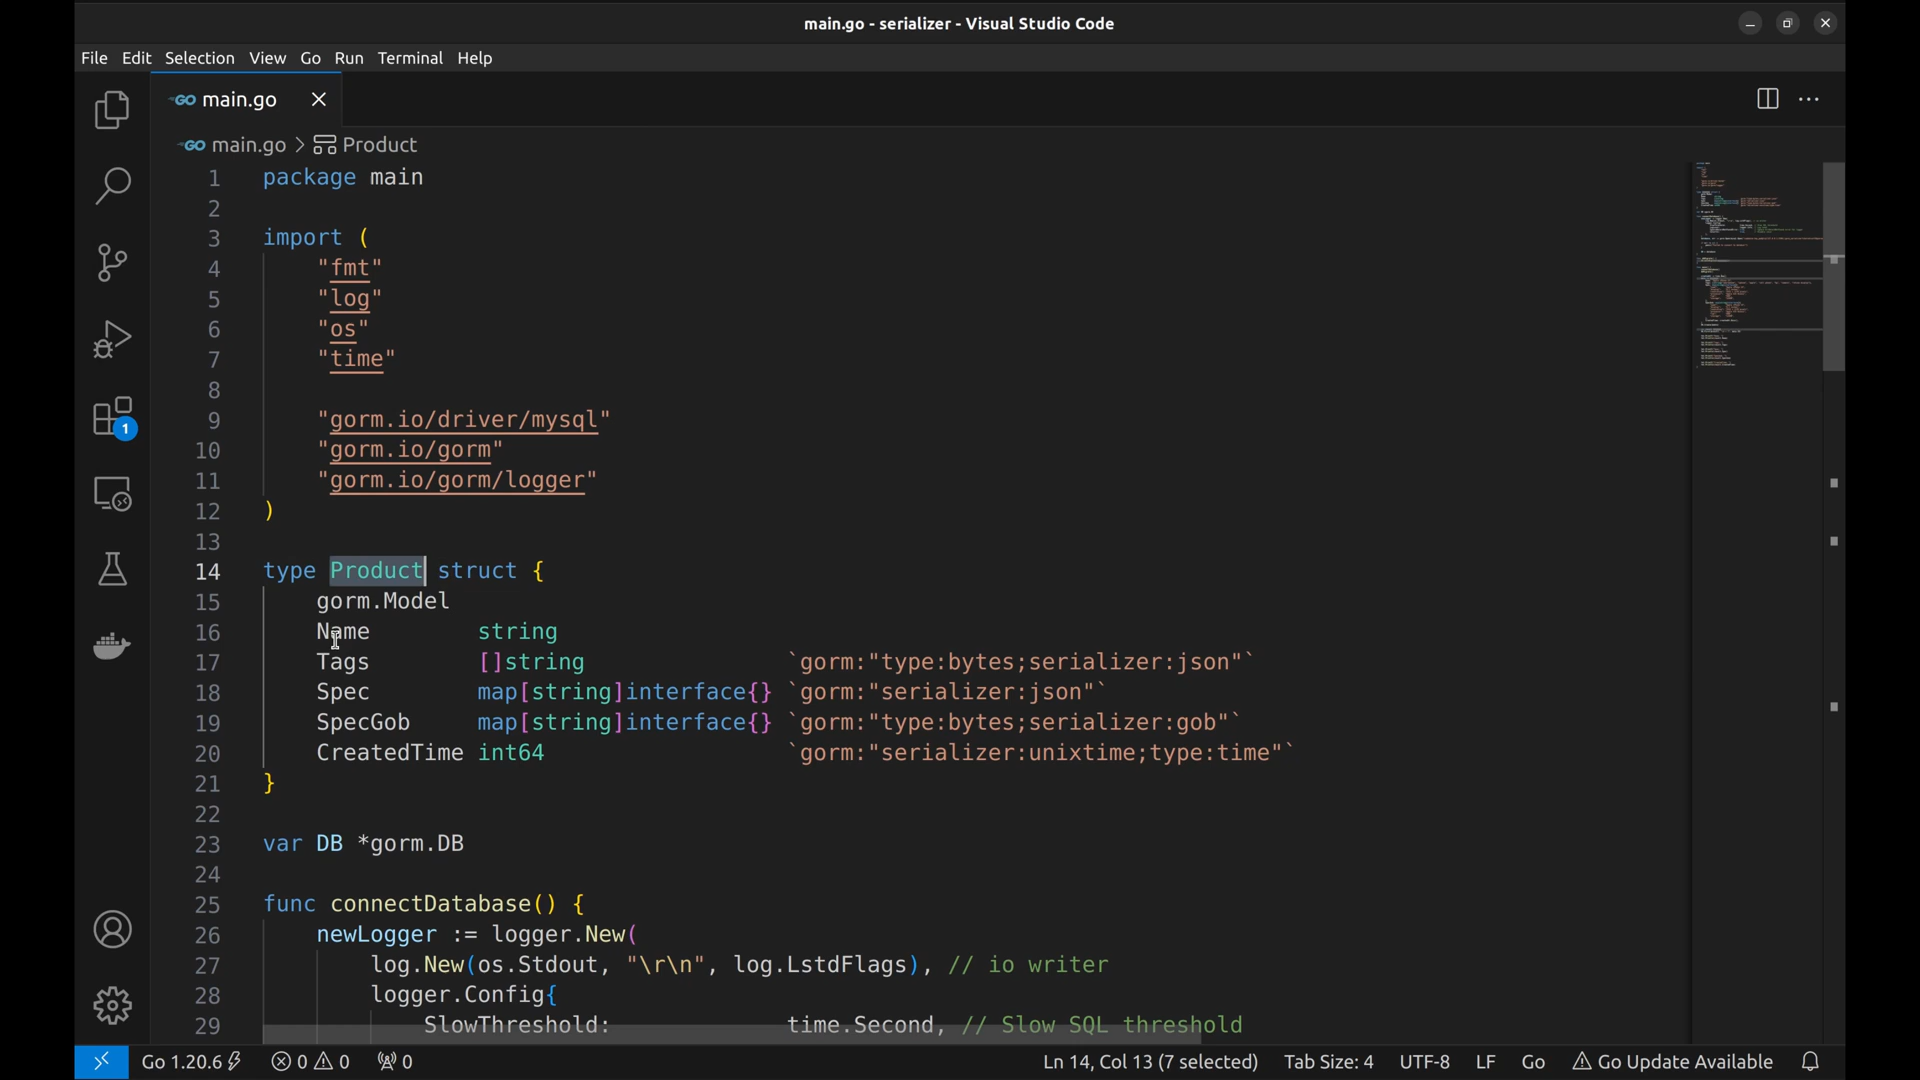 main.go - serializer - Visual Studio Code
File Edit Selection View Go Run Terminal Help
GO main.go
GO main.go > Product
1 package main
2
3 import (
4 "fmt"
5 "log"
6 "os"
7 "time"
8
9 "gorm.io/driver/mysql"
10 "gorm.io/gorm"
11 "gorm.io/gorm/logger"
12 )
13
14 type Product struct {
15 gorm.Model
16 Name string
17 Tags []string `gorm:"type:bytes;serializer:json"`
18 Spec map[string]interface{} `gorm:"serializer:json"`
19 SpecGob map[string]interface{} `gorm:"type:bytes;serializer:gob"`
20 CreatedTime int64 `gorm:"serializer:unixtime;type:time"`
21 }
22
23 var DB *gorm.DB
24
25 func connectDatabase() {
26 newLogger := logger.New(
27 log.New(os.Stdout, "\r\n", log.LstdFlags), // io writer
28 logger.Config{
29 SlowThreshold: time.Second, // Slow SQL threshold
1
Go 1.20.6 0 0 0 Ln 14, Col 13 (7 selected) Tab Size: 4 UTF-8 LF Go Go Update Available